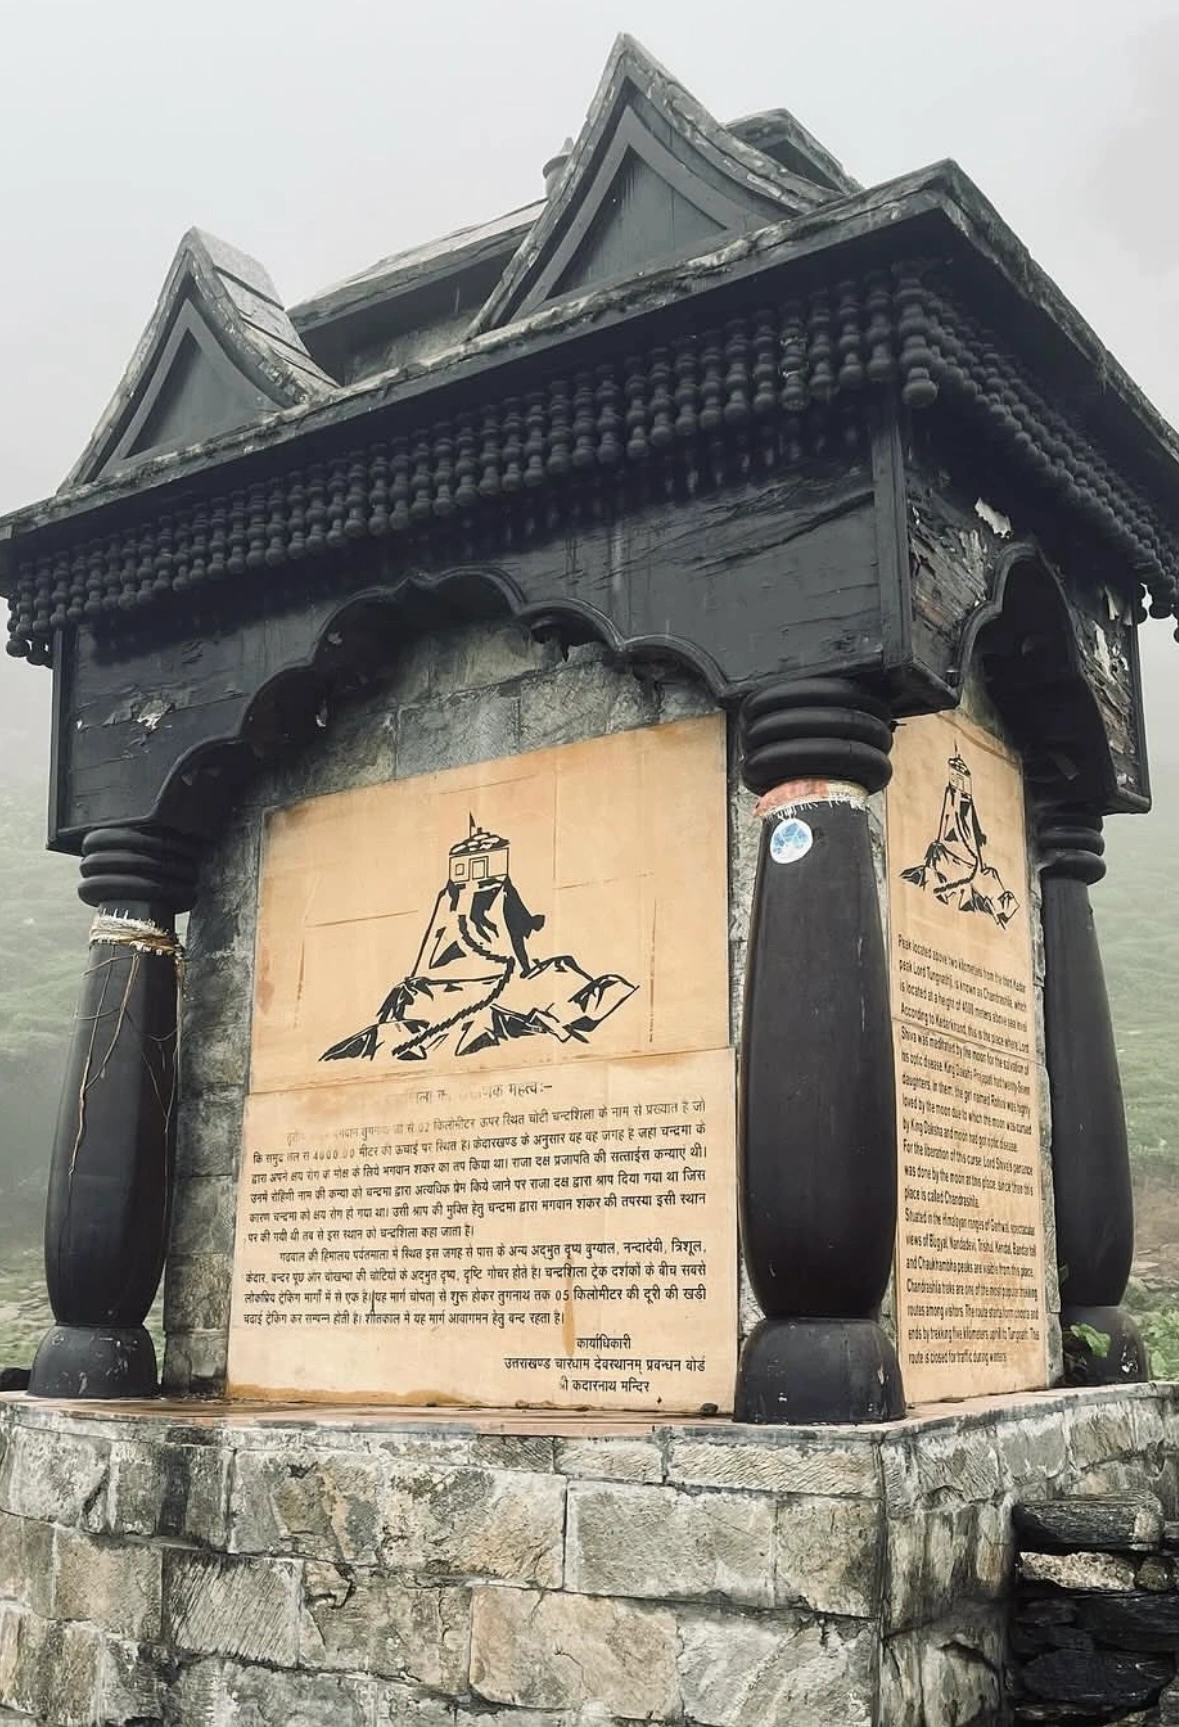 महत्व:-
02 किलोमीटर ऊपर स्थित चोटी चन्दशिला के नाम से प्रख्यात है जो
कि समुद्र तल से 4000.00 मीटर की ऊंचाई पर स्थित है। केदारखण्ड के अनुसार यह वह जगह है जहा चन्द्रमा के
द्वारा अपने क्षय रोग के मोक्ष के लिये भगवान शंकर का तप किया था। राजा दक्ष प्रजापति की सत्ताईस कन्याएं थी।
उनमें रोहिणी नाम की कन्या को चन्द्रमा द्वारा अत्यधिक प्रेम किये जाने पर राजा दक्ष द्वारा श्राप दिया गया था जिस
कारण चन्द्रमा को क्षय रोग हो गया था। उसी श्राप की मुक्ति हेतु चन्द्रमा द्वारा भगवान शंकर की तपस्या इसी स्थान
पर की गयी थी तब से इस स्थान को चन्द्रशिला कहा जाता है।
गढवाल की हिमालय पर्वतमाला में स्थित इस जगह से पास के अन्य अदभुत दृष्य बुग्याल, नन्दादेवी, त्रिशूल,
केदार, बन्दर पूछ और चोखम्बा की चोटियों के अदभुत दृष्य, दृष्टि गोचर होते है। चन्द्रशिला ट्रेक दर्शकों के बीच सबसे
लोकप्रिय ट्रेकिंग मार्गों में से एक है। यह मार्ग चोपता से शुरू होकर तुंगनाथ तक 05 किलोमीटर की दूरी की खडी
चढाई ट्रेकिंग कर सम्पन्न होती है। शीतकाल में यह मार्ग आवागमन हेतु बन्द रहता है।
कार्याधिकारी
उत्तराखण्ड चारधाम देवस्थानम् प्रबन्धन बोर्ड
श्री केदारनाथ मन्दिर
Peak located above two kilometers from the third Kedar
peak Lord Tungnathji, is known as Chandrashila, which
is located at a height of 4000 meters above sea level
According to Kedarkhand, this is the place where Lord
Shiva was meditated by the moon for the salvation of
his optic disease. King Daksha Prajapati had twenty-Seven
daughters, in them, the girl named Rohini was highly
loved by the moon due to which the moon was cursed
by King Daksha and moon had got optic disease.
For the liberation of this curse Lord Shiva's penance
was done by the moon at this place, since then this
place is called Chandrashila.
Situated in the Himalayan ranges of Garhwal, spectacular
views of Bugyal, Nandadevi, Trishul, Kendal, Bandar tail
and Chaukhambha peaks are visible from this place.
Chandrashila treks are one of the most popular trekking
routes among visitors. The route starts from chopta and
ends by trekking five kilometers uphill to Tungnath. This
route is closed for traffic during winters.